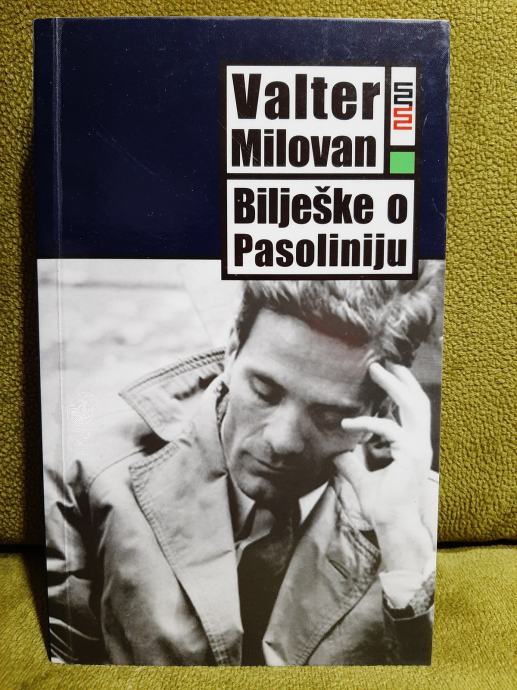 Valter
Milovan
Bilješke o
Pasoliniju